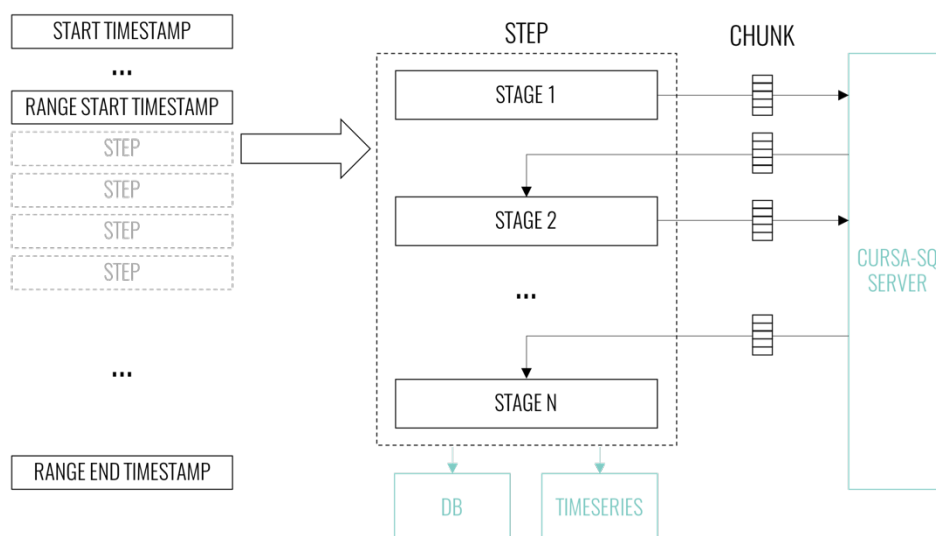 START TIMESTAMP
...
RANGE START TIMESTAMP
STEP
STEP
STEP
STEP
...
RANGE END TIMESTAMP
STEP
STAGE 1
STAGE 2
...
STAGE N
DB
TIMESERIES
CHUNK
CURSA-SQ
SERVER